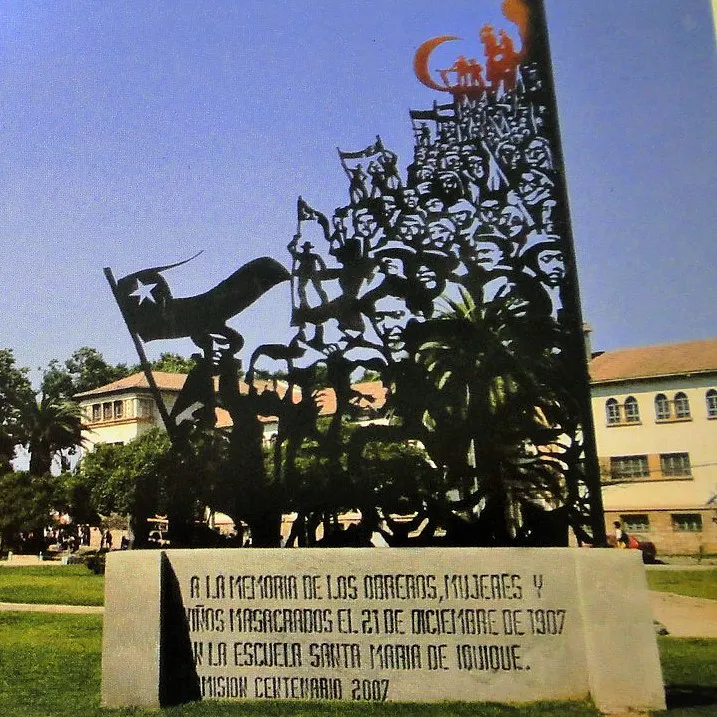 A LA MEMORIA DE LOS OBREROS, MUJERES Y
IÑOS MASACRADOS EL 21 DE DICIEMBRE DE 1907
N LA ESCUELA SANTA MARIA DE IQUIQUE.
MISION CENTENARIO 2007